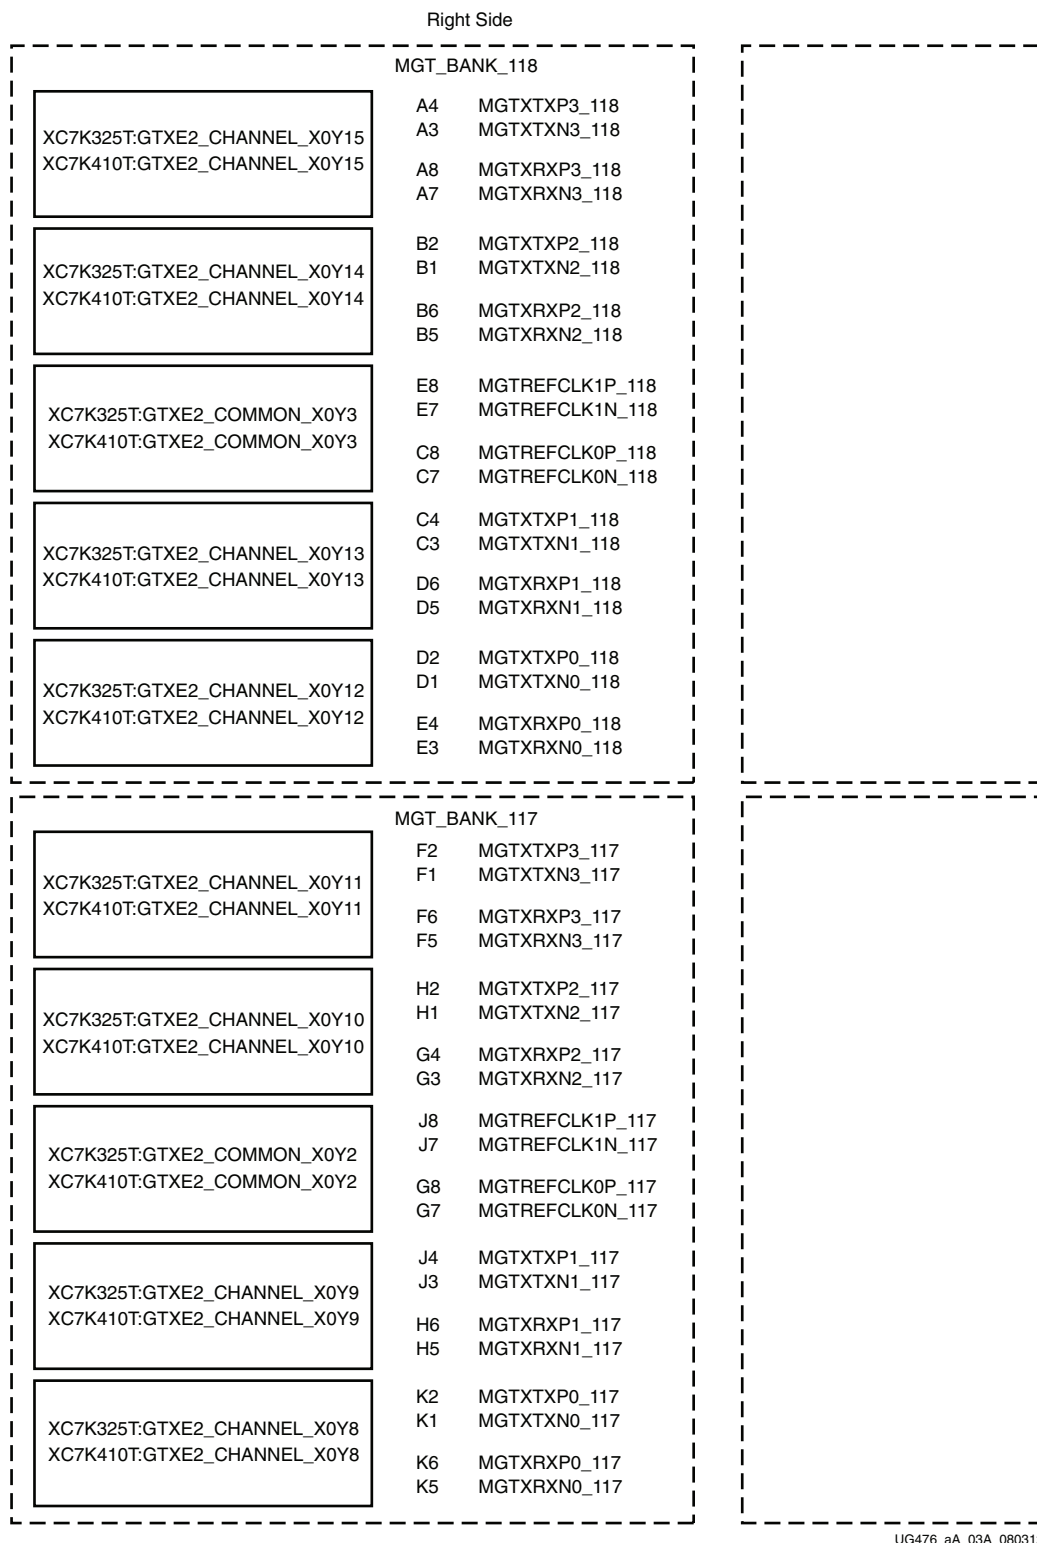 Right Side
MGT_BANK_118
XC7K325T:GTXE2_CHANNEL_X0Y15
XC7K410T:GTXE2_CHANNEL_X0Y15
A4 MGTXTXP3_118
A3 MGTXTXN3_118
A8 MGTXRXP3_118
A7 MGTXRXN3_118
XC7K325T:GTXE2_CHANNEL_X0Y14
XC7K410T:GTXE2_CHANNEL_X0Y14
B2 MGTXTXP2_118
B1 MGTXTXN2_118
B6 MGTXRXP2_118
B5 MGTXRXN2_118
XC7K325T:GTXE2_COMMON_X0Y3
XC7K410T:GTXE2_COMMON_X0Y3
E8 MGTREFCLK1P_118
E7 MGTREFCLK1N_118
C8 MGTREFCLK0P_118
C7 MGTREFCLK0N_118
XC7K325T:GTXE2_CHANNEL_X0Y13
XC7K410T:GTXE2_CHANNEL_X0Y13
C4 MGTXTXP1_118
C3 MGTXTXN1_118
D6 MGTXRXP1_118
D5 MGTXRXN1_118
XC7K325T:GTXE2_CHANNEL_X0Y12
XC7K410T:GTXE2_CHANNEL_X0Y12
D2 MGTXTXP0_118
D1 MGTXTXN0_118
E4 MGTXRXP0_118
E3 MGTXRXN0_118
MGT_BANK_117
XC7K325T:GTXE2_CHANNEL_X0Y11
XC7K410T:GTXE2_CHANNEL_X0Y11
F2 MGTXTXP3_117
F1 MGTXTXN3_117
F6 MGTXRXP3_117
F5 MGTXRXN3_117
XC7K325T:GTXE2_CHANNEL_X0Y10
XC7K410T:GTXE2_CHANNEL_X0Y10
H2 MGTXTXP2_117
H1 MGTXTXN2_117
G4 MGTXRXP2_117
G3 MGTXRXN2_117
XC7K325T:GTXE2_COMMON_X0Y2
XC7K410T:GTXE2_COMMON_X0Y2
J8 MGTREFCLK1P_117
J7 MGTREFCLK1N_117
G8 MGTREFCLK0P_117
G7 MGTREFCLK0N_117
XC7K325T:GTXE2_CHANNEL_X0Y9
XC7K410T:GTXE2_CHANNEL_X0Y9
J4 MGTXTXP1_117
J3 MGTXTXN1_117
H6 MGTXRXP1_117
H5 MGTXRXN1_117
XC7K325T:GTXE2_CHANNEL_X0Y8
XC7K410T:GTXE2_CHANNEL_X0Y8
K2 MGTXTXP0_117
K1 MGTXTXN0_117
K6 MGTXRXP0_117
K5 MGTXRXN0_117